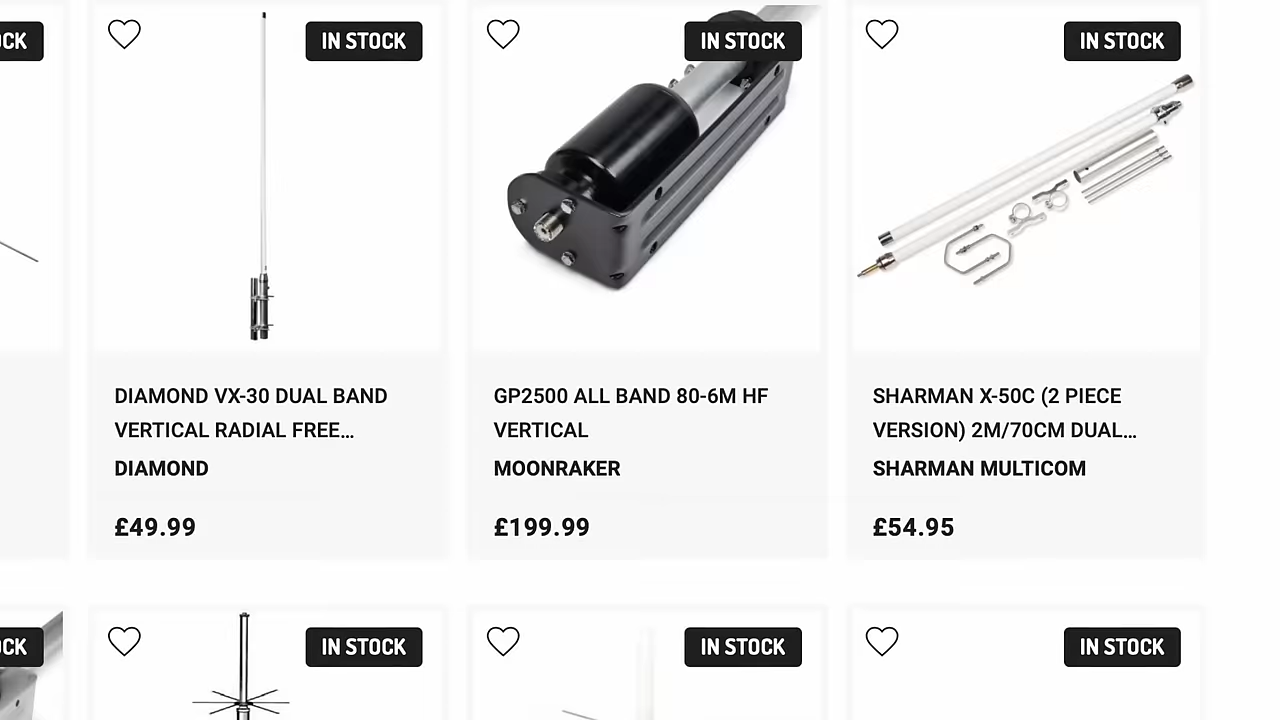 CK
IN STOCK
IN STOCK
IN STOCK
DIAMOND VX-30 DUAL BAND
VERTICAL RADIAL FREE...
DIAMOND
£49.99
GP2500 ALL BAND 80-6M HF
VERTICAL
MOONRAKER
£199.99
SHARMAN X-50C (2 PIECE
VERSION) 2M/70CM DUAL...
SHARMAN MULTICOM
£54.95
CK
IN STOCK
IN STOCK
IN STOCK